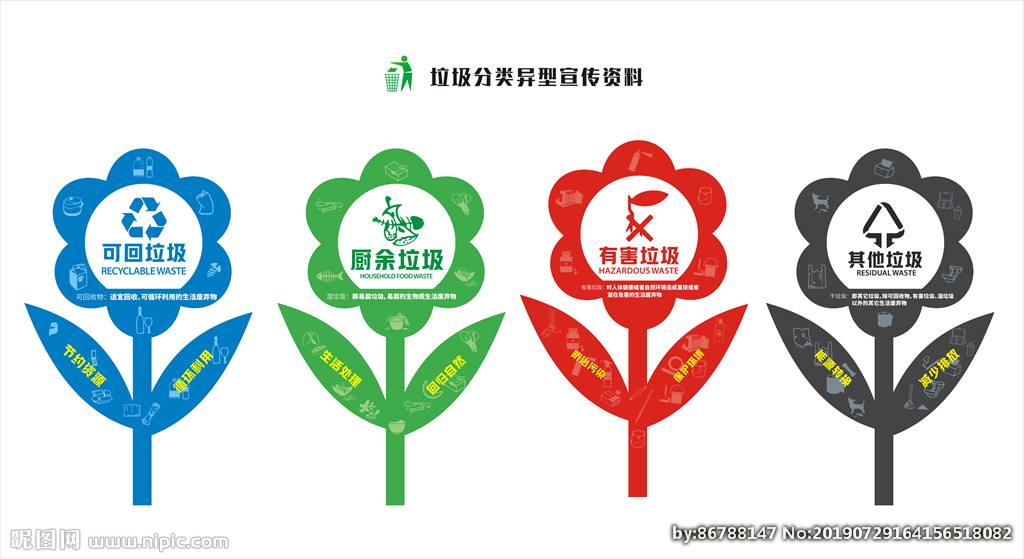 垃圾分类异型宣传资料
可回垃圾
RECYCLABLE WASTE
可回收物：适宜回收、可循环利用的生活废弃物
节约资源
循环利用
厨余垃圾
HOUSEHOLD FOOD WASTE
湿垃圾：即易腐垃圾，易腐的生物质生活废弃物
生活处理
回归自然
有害垃圾
HAZARDOUS WASTE
有害垃圾：对人体健康或者自然环境造成直接或者
潜在危害的生活废弃物
防治污染
保护环境
其他垃圾
RESIDUAL WASTE
干垃圾：即其它垃圾，除可回收物、有害垃圾、湿垃圾
以外的其它生活废弃物
能源转换
减少排放
昵图网 www.nipic.com
by:86788147 No:20190729164156518082